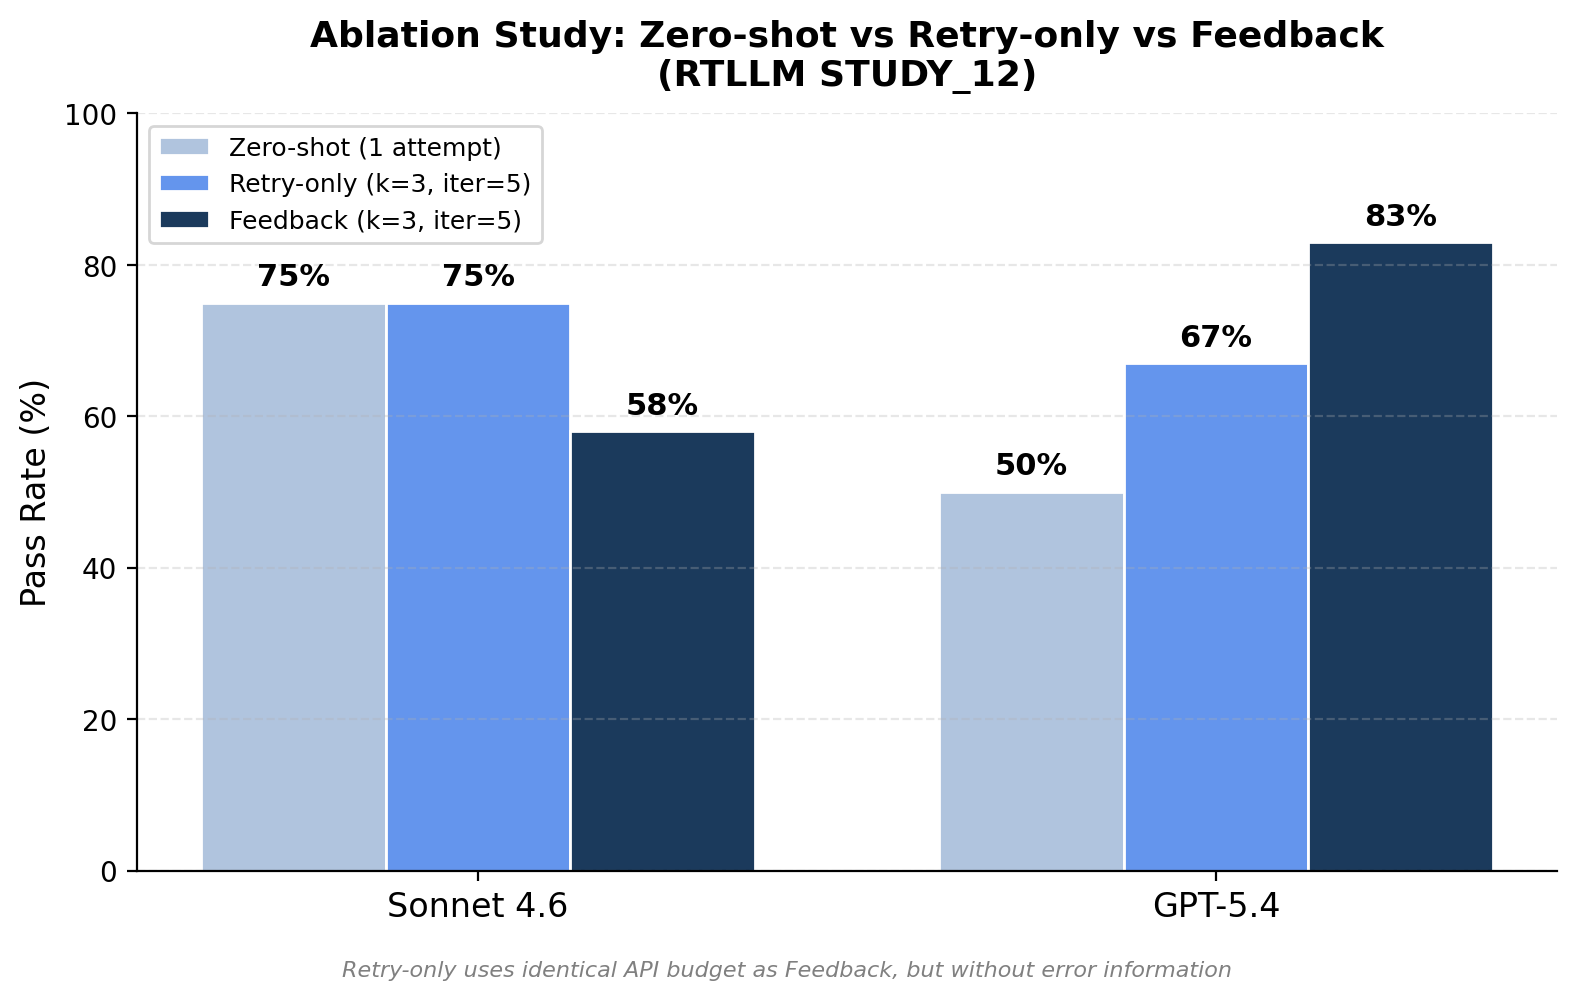 Ablation Study: Zero-shot vs Retry-only vs Feedback
(RTLLM STUDY_12)
100
80
60
40
20
0
Pass Rate (%)
Zero-shot (1 attempt)
Retry-only (k=3, iter=5)
Feedback (k=3, iter=5)
75%
75%
58%
50%
67%
83%
Sonnet 4.6
GPT-5.4
Retry-only uses identical API budget as Feedback, but without error information